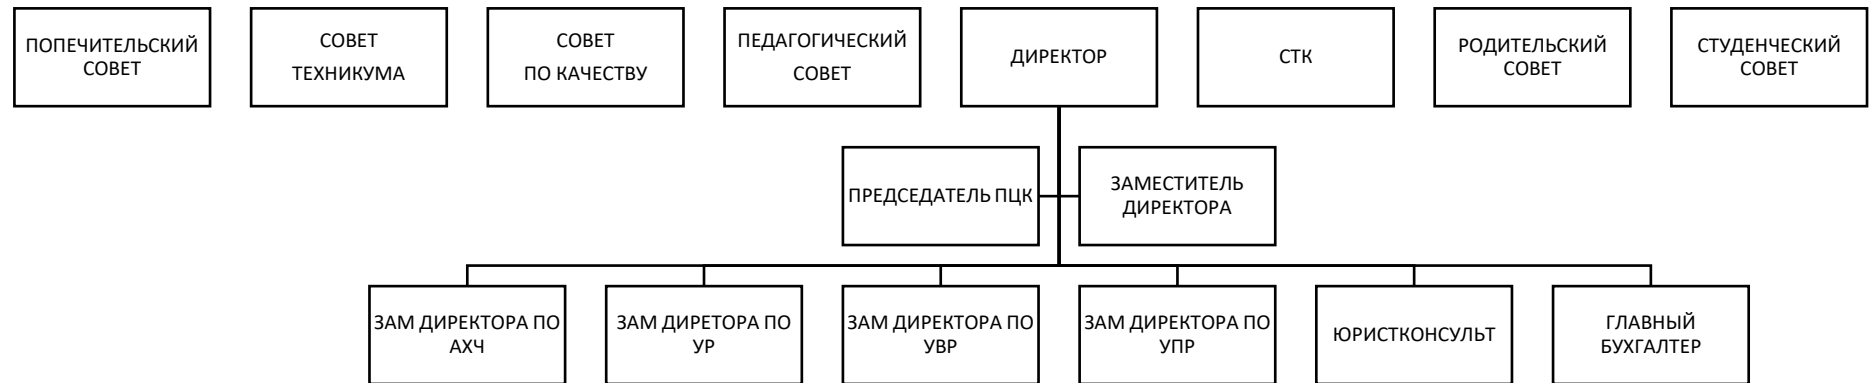 ПОПЕЧИТЕЛЬСКИЙ
СОВЕТ
СОВЕТ
ТЕХНИКУМА
СОВЕТ
ПО КАЧЕСТВУ
ПЕДАГОГИЧЕСКИЙ
СОВЕТ
ДИРЕКТОР
СТК
РОДИТЕЛЬСКИЙ
СОВЕТ
СТУДЕНЧЕСКИЙ
СОВЕТ
ПРЕДСЕДАТЕЛЬ ПЦК
ЗАМЕСТИТЕЛЬ
ДИРЕКТОРА
ЗАМ ДИРЕКТОРА ПО
АХЧ
ЗАМ ДИРЕТОРА ПО
УР
ЗАМ ДИРЕКТОРА ПО
УВР
ЗАМ ДИРЕКТОРА ПО
УПР
ЮРИСТКОНСУЛЬТ
ГЛАВНЫЙ
БУХГАЛТЕР